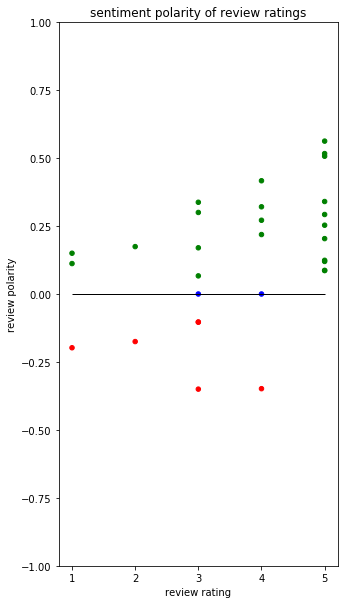 sentiment polarity of review ratings
1.00
0.75
0.50
0.25
0.00
−0.25
−0.50
−0.75
−1.00
review polarity
1 2 3 4 5
review rating